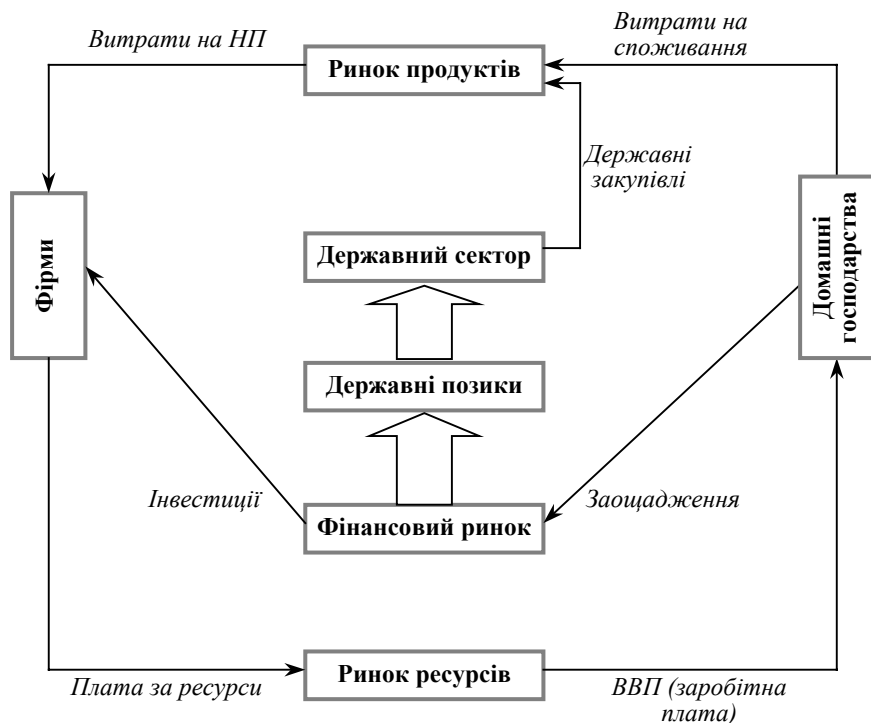 Витрати на НП
Витрати на
споживання
Ринок продуктів
Державні
закупівлі
Фірми
Державний сектор
Домашні
господарства
Державні позики
Інвестиції
Фінансовий ринок
Заощадження
Плата за ресурси
Ринок ресурсів
ВВП (заробітна
плата)